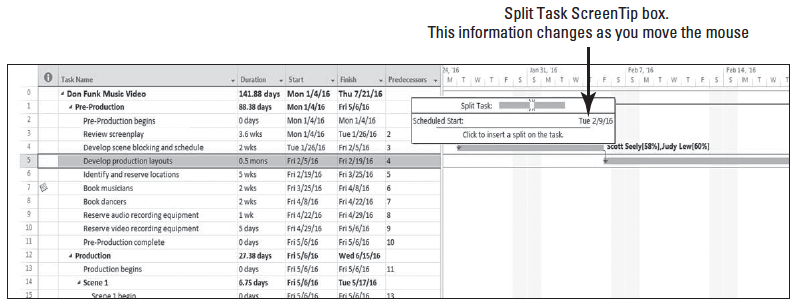 Split Task ScreenTip box.
This information changes as you move the mouse
24, '16 Jan 31, '16 Feb 7, '16 Feb 14, '16
Task Name Duration Start Finish Predecessors M T W T F S S M T W T F S S M T W T F S S M T W
0 Don Funk Music Video 141.88 days Mon 1/4/16 Thu 7/21/16
1 Pre-Production 88.38 days Mon 1/4/16 Fri 5/6/16
Split Task:
2 Pre-Production begins 0 days Mon 1/4/16 Mon 1/4/16
Scheduled Start: Tue 2/9/16
3 Review screenplay 3.6 wks Mon 1/4/16 Tue 1/26/16 2
Click to insert a split on the task.
4 Develop scene blocking and schedule 2 wks Tue 1/26/16 Fri 2/5/16 3 Scott Seely[58%],Judy Lew[60%]
5 Develop production layouts 0.5 mons Fri 2/5/16 Fri 2/19/16 4
6 Identify and reserve locations 5 wks Fri 2/19/16 Fri 3/25/16 5
7 Book musicians 2 wks Fri 3/25/16 Fri 4/8/16 6
8 Book dancers 2 wks Fri 4/8/16 Fri 4/22/16 7
9 Reserve audio recording equipment 1 wk Fri 4/22/16 Fri 4/29/16 8
10 Reserve video recording equipment 5 days Fri 4/29/16 Fri 5/6/16 9
11 Pre-Production complete 0 days Fri 5/6/16 Fri 5/6/16 10
12 Production 27.38 days Fri 5/6/16 Wed 6/15/16
13 Production begins 0 days Fri 5/6/16 Fri 5/6/16 11
14 Scene 1 6.75 days Fri 5/6/16 Tue 5/17/16
15 Scene 1 begin 0 days Fri 5/6/16 Fri 5/6/16 13